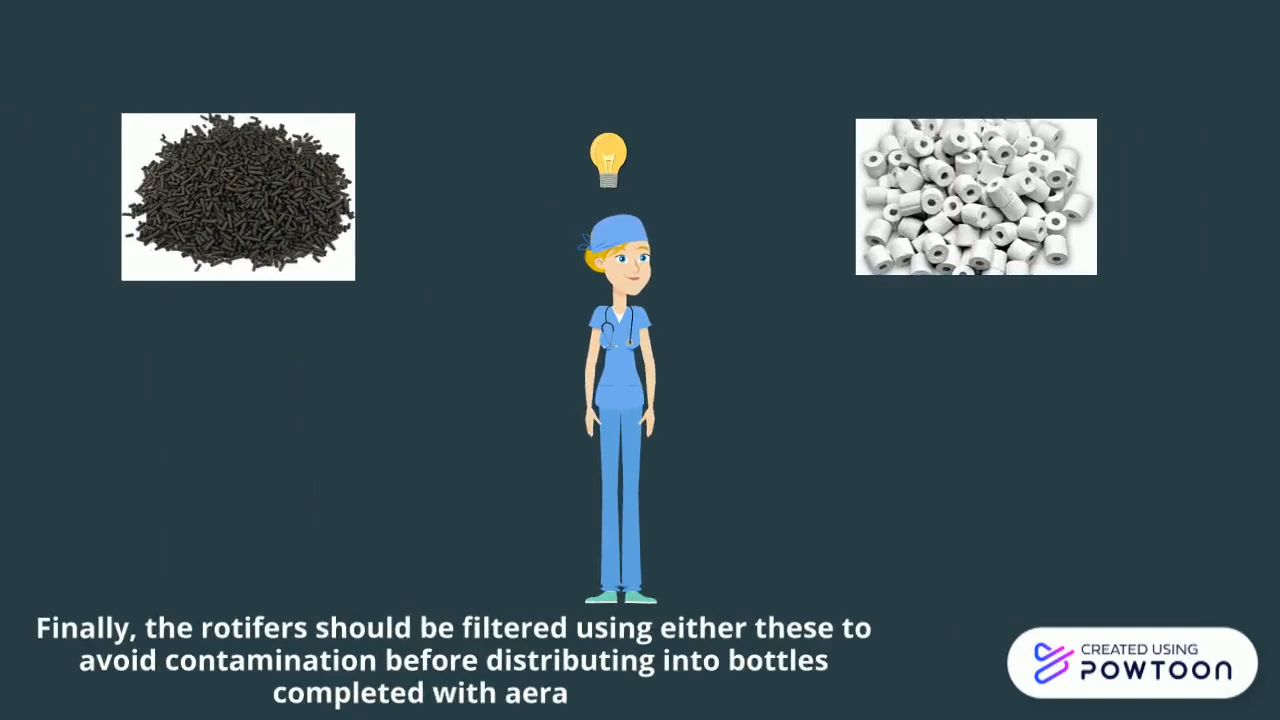 Finally, the rotifers should be filtered using either these to
avoid contamination before distributing into bottles
completed with aera
CREATED USING
POWTOON